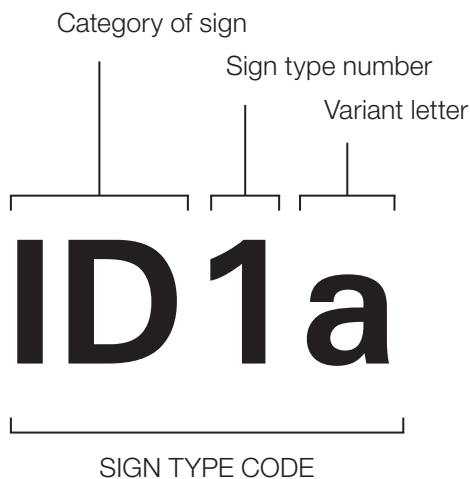 Category of sign
Sign type number
Variant letter
ID1a
SIGN TYPE CODE